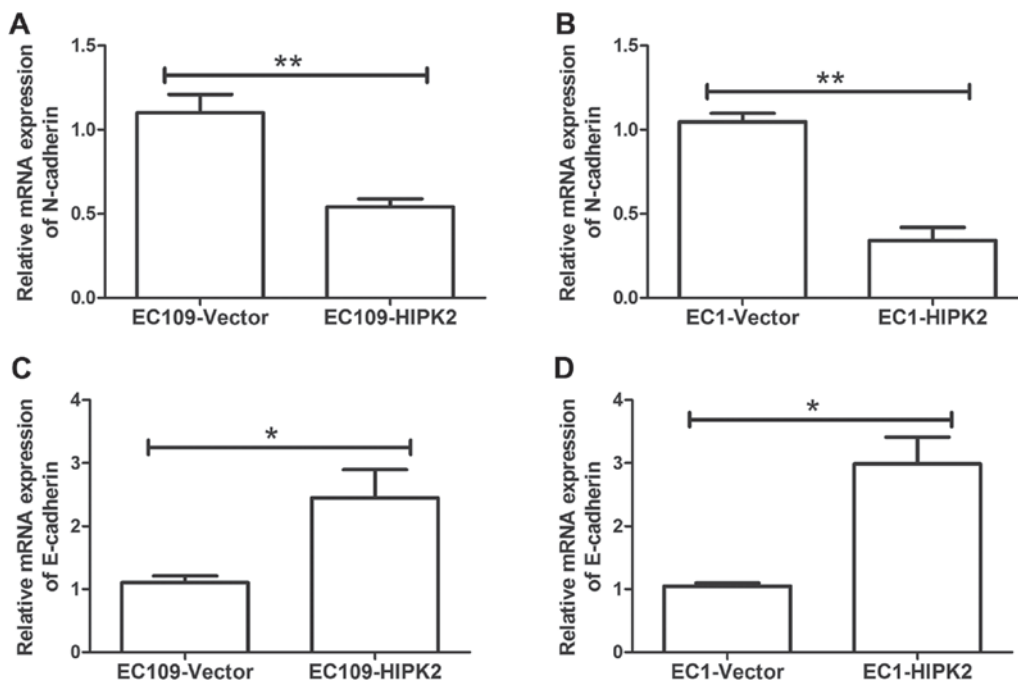 A
Relative mRNA expression
of N-cadherin
1.5
1.0
0.5
0.0
**
EC109-Vector
EC109-HIPK2
B
Relative mRNA expression
of N-cadherin
1.5
1.0
0.5
0.0
**
EC1-Vector
EC1-HIPK2
C
Relative mRNA expression
of E-cadherin
4
3
2
1
0
*
EC109-Vector
EC109-HIPK2
D
Relative mRNA expression
of E-cadherin
4
3
2
1
0
*
EC1-Vector
EC1-HIPK2